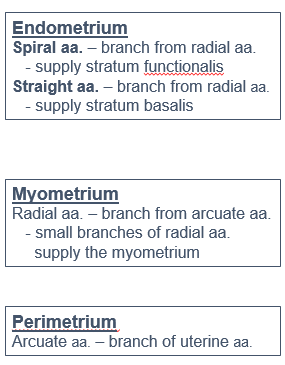 Endometrium
Spiral aa. – branch from radial aa.
- supply stratum functionalis
Straight aa. – branch from radial aa.
- supply stratum basalis
Myometrium
Radial aa. – branch from arcuate aa.
- small branches of radial aa.
supply the myometrium
Perimetrium
Arcuate aa. – branch of uterine aa.